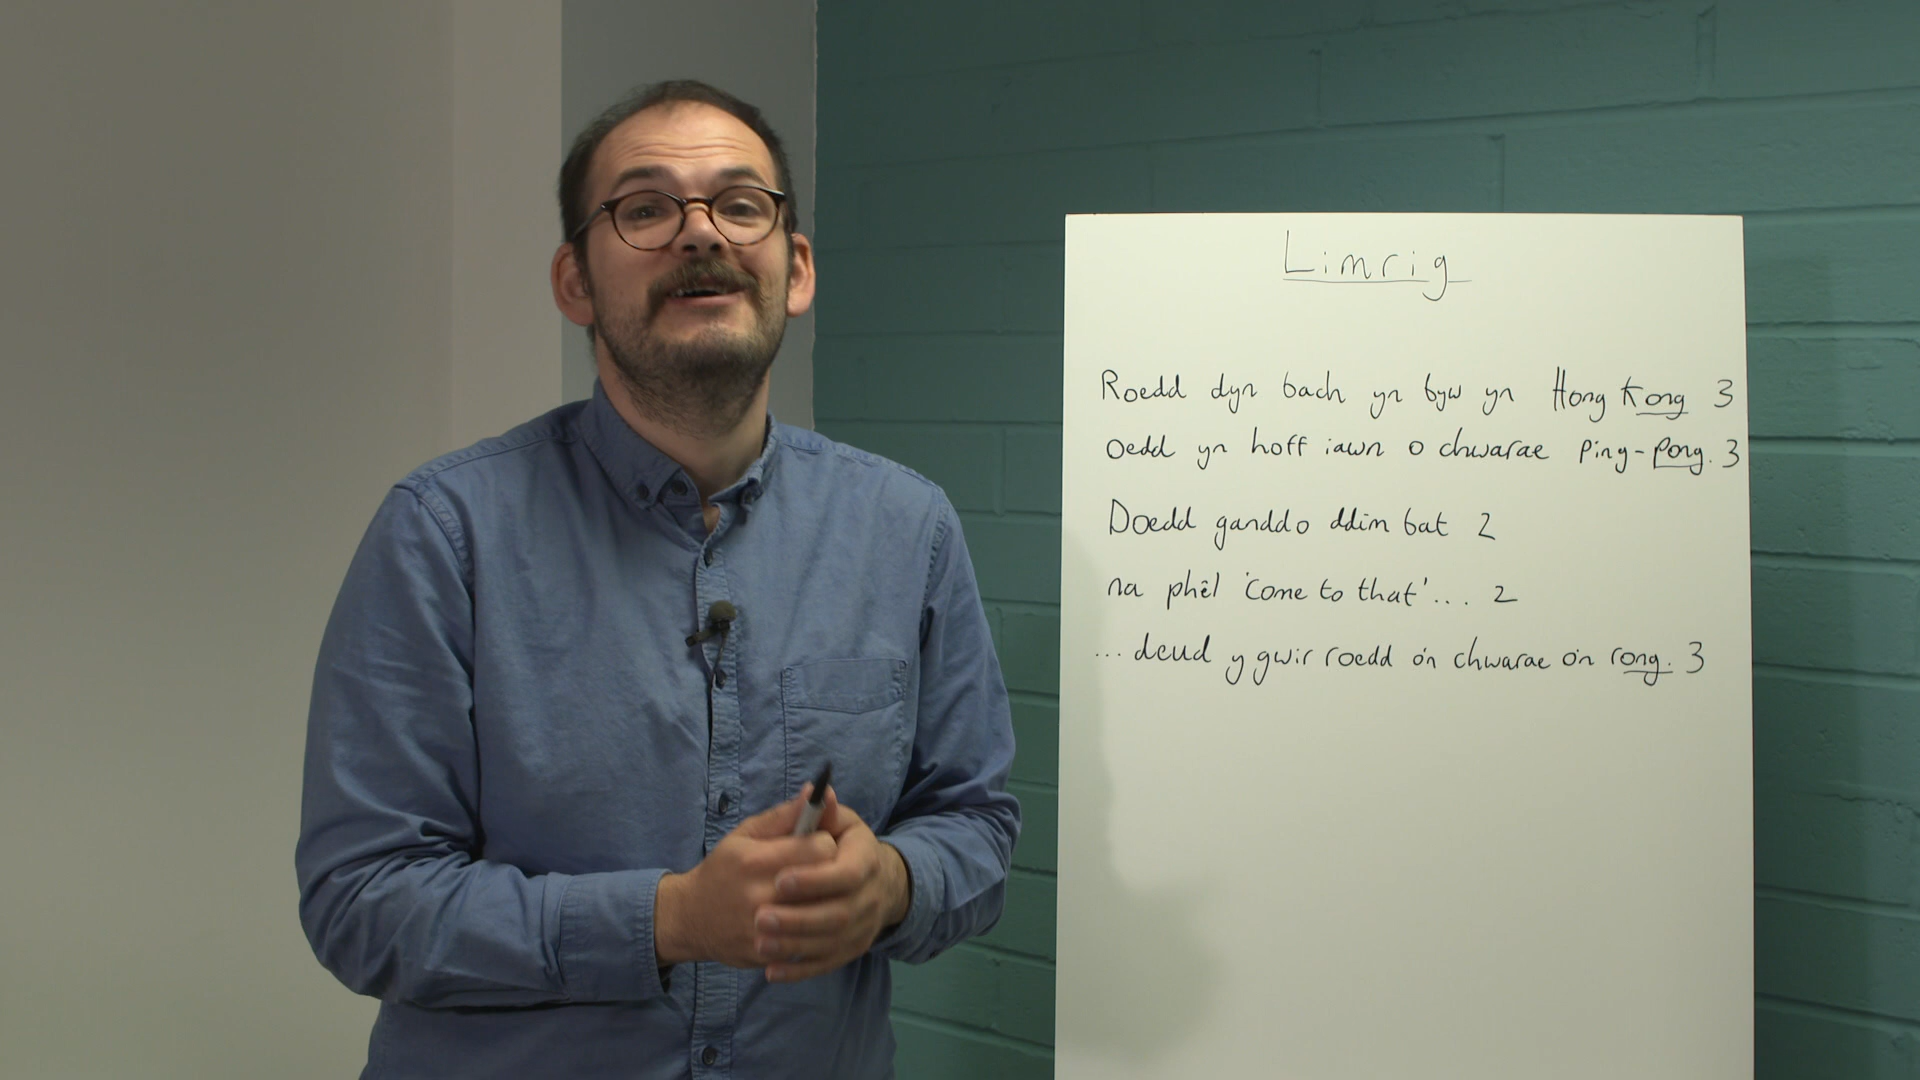 Limrig
Roedd dyn bach yn byw yn Hong Kong 3
Oedd yn hoff iawn o chwarae Ping-Pong. 3
Doedd ganddo ddim bat 2
na phêl 'come to that'... 2
...deud y gwir roedd o'n chwarae o'n rong. 3